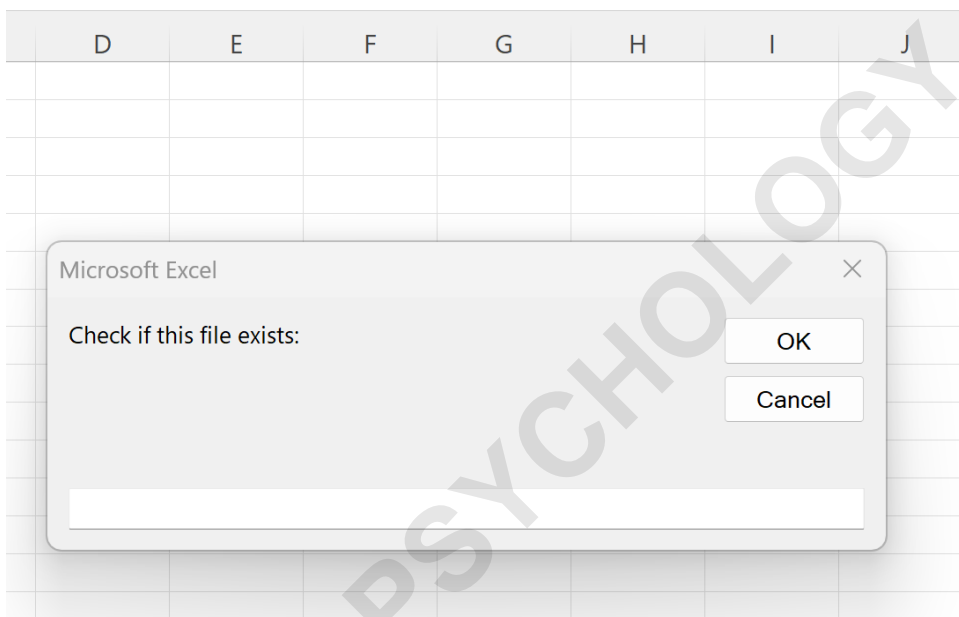 D E F G H I J
Microsoft Excel
Check if this file exists:
OK
Cancel
PSYCHOLOGY